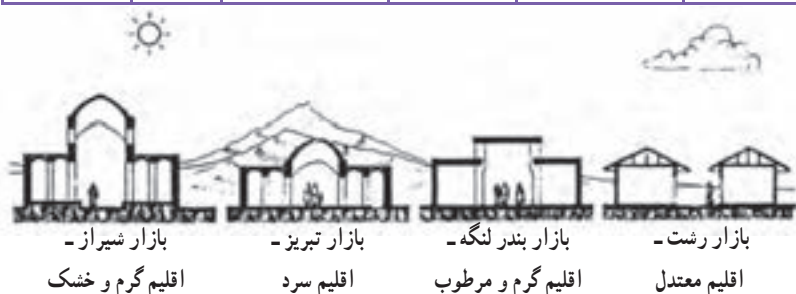 بازار رشت ـ
اقلیم معتدل
بازار بندر لنگه ـ
اقلیم گرم و مرطوب
بازار تبریز ـ
اقلیم سرد
بازار شیراز ـ
اقلیم گرم و خشک